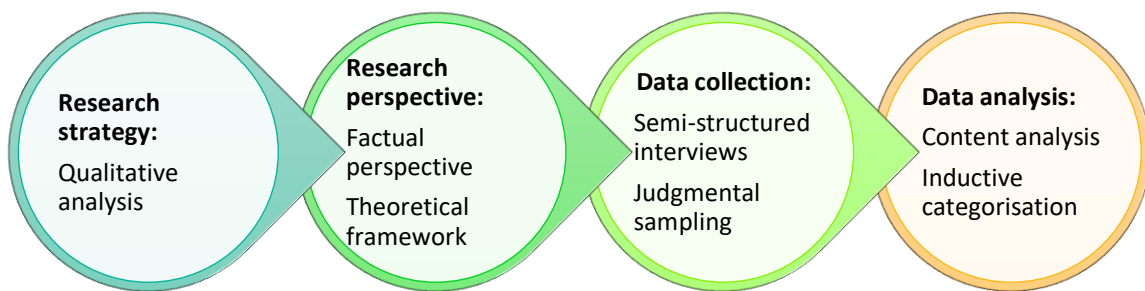 Research
strategy:
Qualitative
analysis
Research
perspective:
Factual
perspective
Theoretical
framework
Data collection:
Semi-structured
interviews
Judgmental
sampling
Data analysis:
Content analysis
Inductive
categorisation